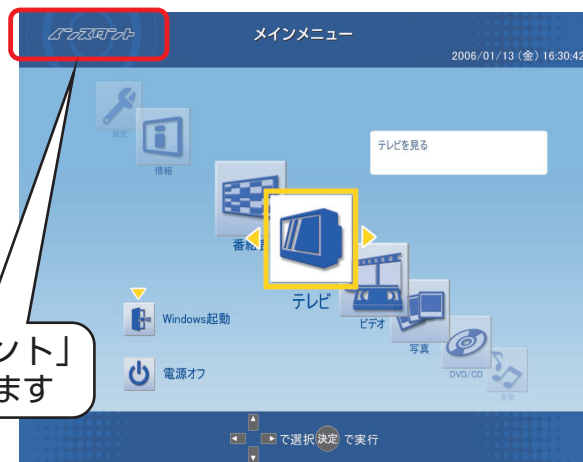 インスタント
メインメニュー
2006/01/13 (金) 16:30:42
設定
情報
テレビを見る
テレビ
ビデオ
写真
DVD/CD
音楽
Windows起動
ント」
電源オフ
ます
で選択 決定 で実行